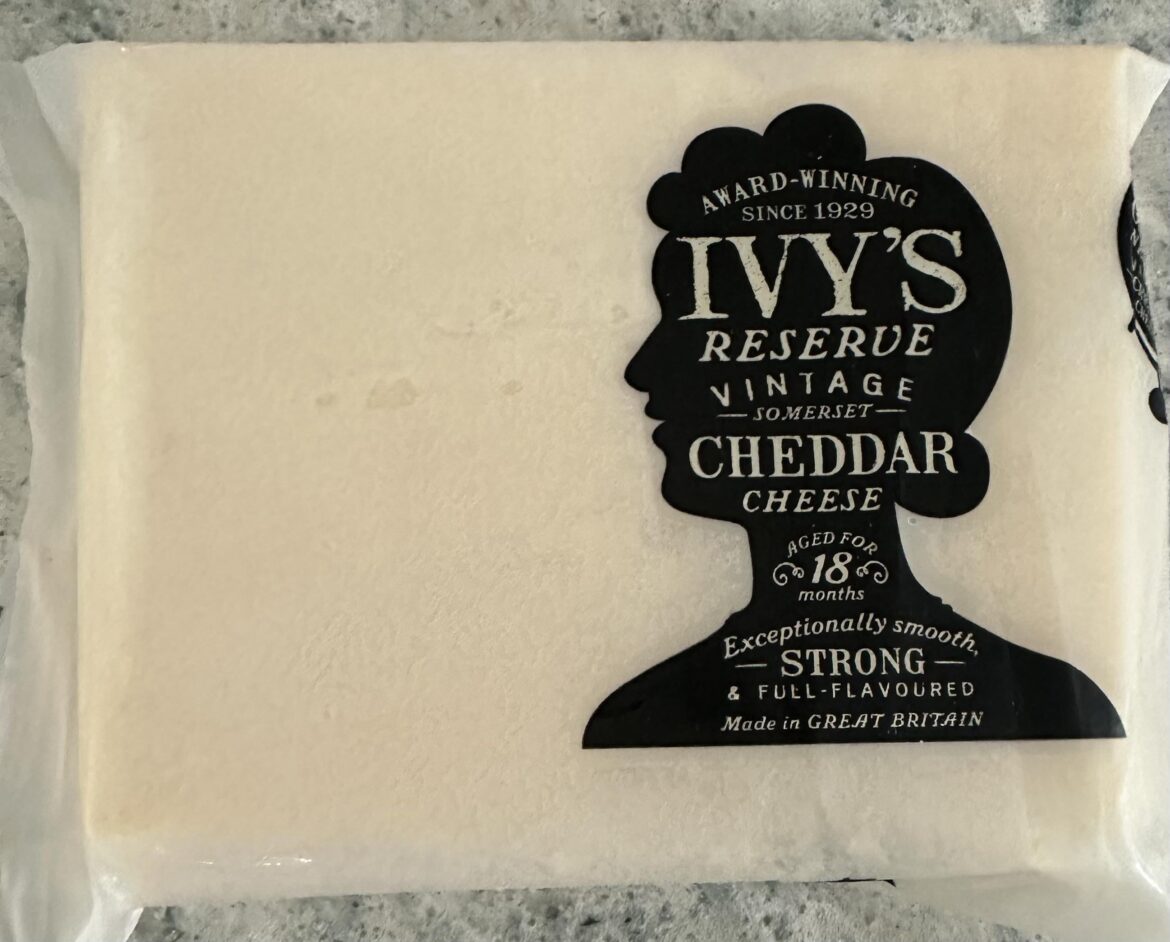 AWARD-WINNING
SINCE 1929
IVY'S
RESERVE
VINTAGE
SOMERSET
CHEDDAR
CHEESE
AGED FOR
18
months
Exceptionally smooth,
STRONG
& FULL-FLAVOURED
Made in GREAT BRITAIN